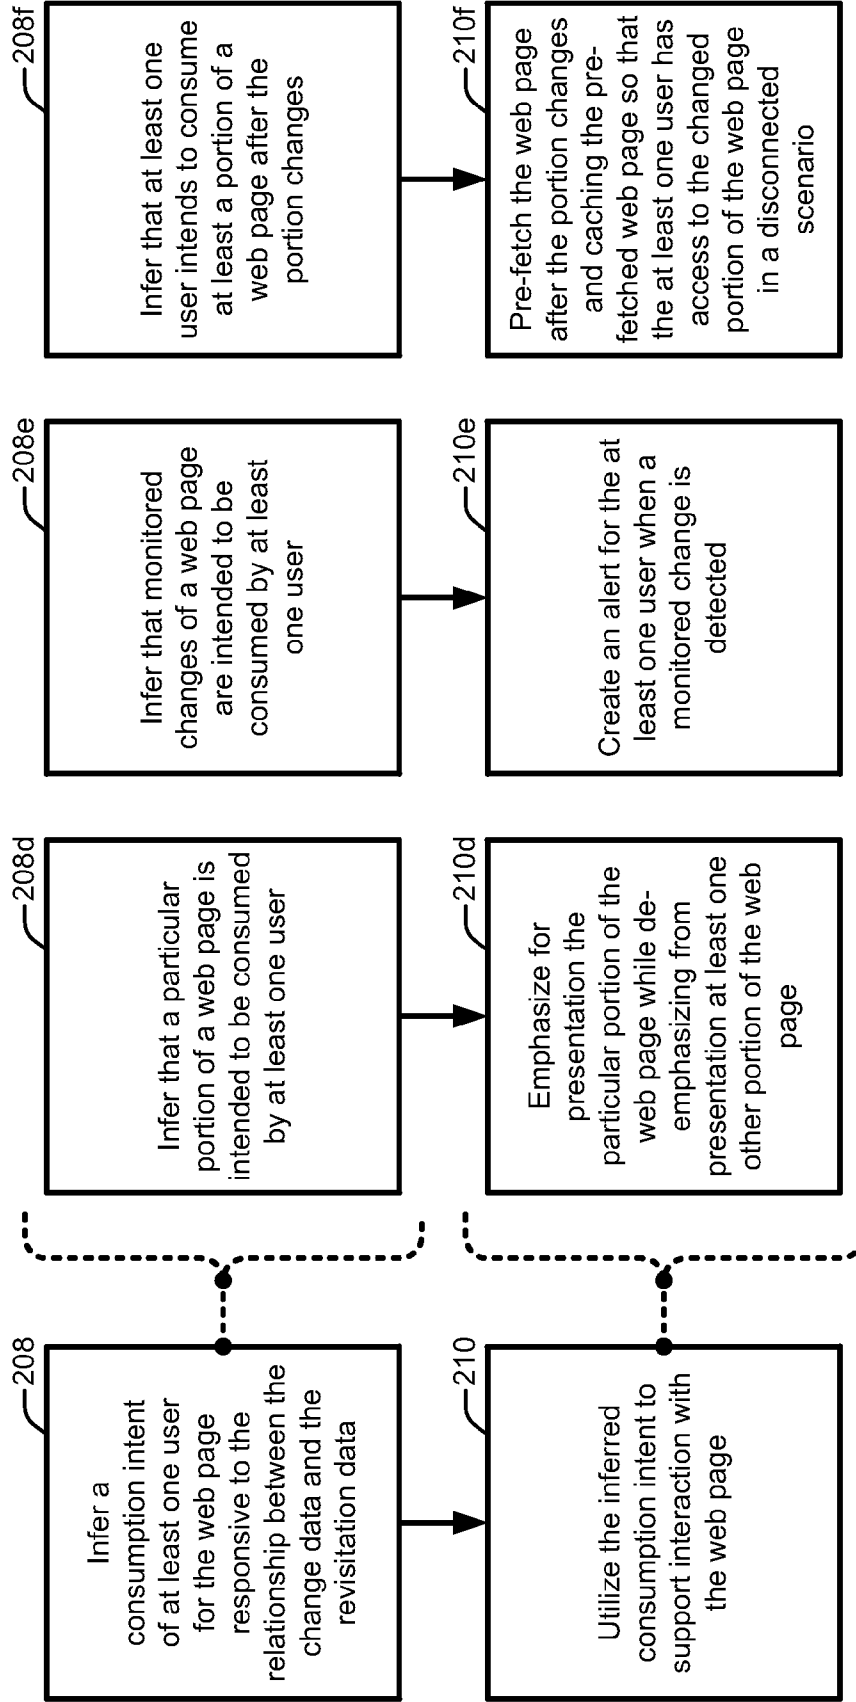 208
Infer a
consumption intent
of at least one user
for the web page
responsive to the
relationship between the
change data and the
revisitation data
208d
Infer that a particular
portion of a web page is
intended to be consumed
by at least one user
208e
Infer that monitored
changes of a web page
are intended to be
consumed by at least
one user
208f
Infer that at least one
user intends to consume
at least a portion of a
web page after the
portion changes
210
Utilize the inferred
consumption intent to
support interaction with
the web page
210d
Emphasize for
presentation the
particular portion of the
web page while de-
emphasizing from
presentation at least one
other portion of the web
page
210e
Create an alert for the at
least one user when a
monitored change is
detected
210f
Pre-fetch the web page
after the portion changes
and caching the pre-
fetched web page so that
the at least one user has
access to the changed
portion of the web page
in a disconnected
scenario